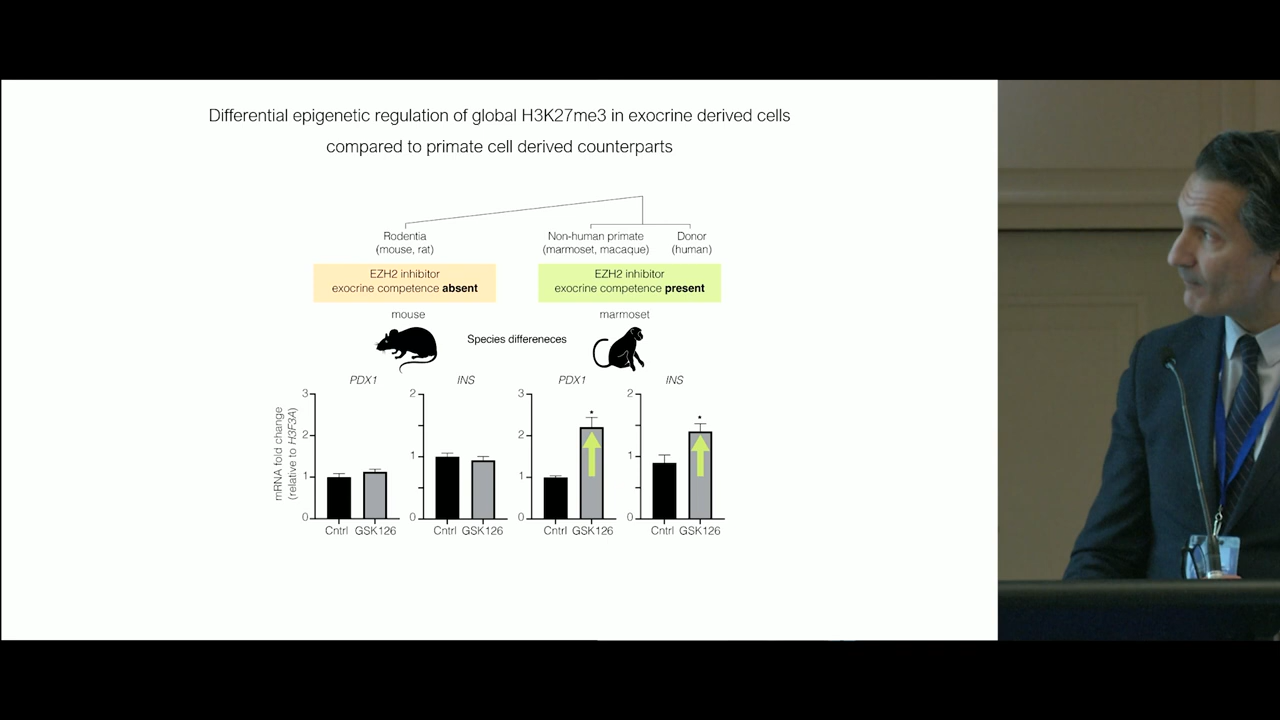 Differential epigenetic regulation of global H3K27me3 in exocrine derived cells
compared to primate cell derived counterparts
Rodentia
(mouse, rat)
Non-human primate
(marmoset, macaque)
Donor
(human)
EZH2 inhibitor
exocrine competence absent
EZH2 inhibitor
exocrine competence present
mouse
Species differeneces
marmoset
mRNA fold change
(relative to H3F3A)
PDX1
3
2
1
0
Cntrl GSK126
INS
2
1
0
Cntrl GSK126
PDX1
3
2
1
0
*
Cntrl GSK126
INS
2
1
0
*
Cntrl GSK126